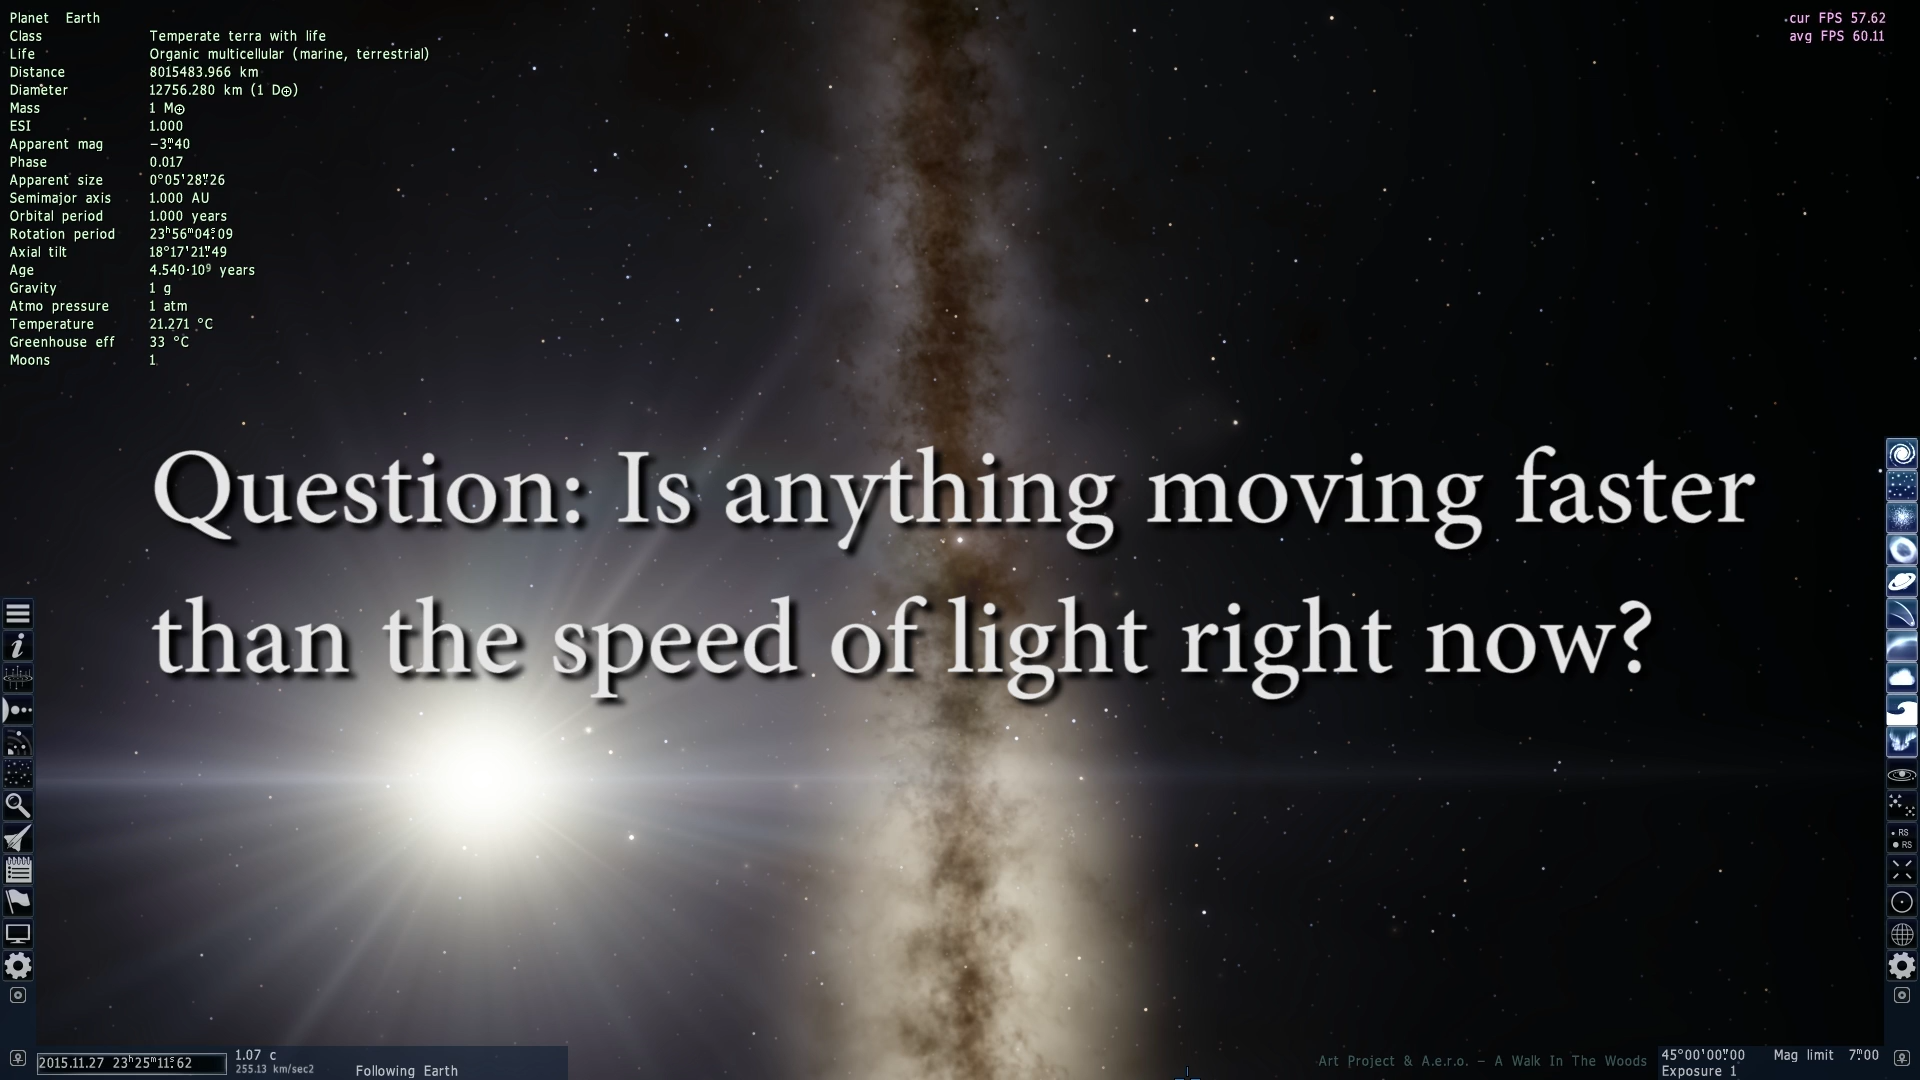 Planet Earth
Class Temperate terra with life
Life Organic multicellular (marine, terrestrial)
Distance 8015483.966 km
Diameter 12756.280 km (1 D⊕)
Mass 1 M⊕
ESI 1.000
Apparent mag −3ᵐ.40
Phase 0.017
Apparent size 0°05'28".26
Semimajor axis 1.000 AU
Orbital period 1.000 years
Rotation period 23ʰ56ᵐ04ˢ.09
Axial tilt 18°17'21".49
Age 4.540·10⁹ years
Gravity 1 g
Atmo pressure 1 atm
Temperature 21.271 °C
Greenhouse eff 33 °C
Moons 1
cur FPS 57.62
avg FPS 60.11
Question: Is anything moving faster
than the speed of light right now?
RS
RS
2015.11.27 23ʰ25ᵐ11ˢ.62
1.07 c
255.13 km/sec2
Following Earth
Art Project & A.e.r.o. – A Walk In The Woods
45°00'00".00 Mag limit 7ᵐ.00
Exposure 1